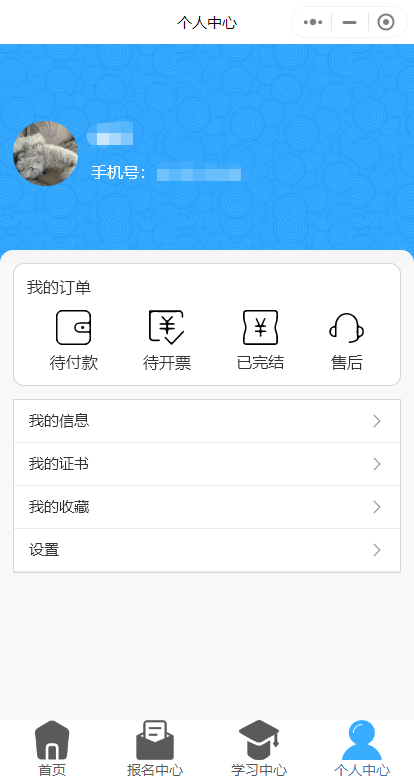 个人中心
手机号：
我的订单
待付款 待开票 已完结 售后
我的信息
我的证书
我的收藏
设置
首页 报名中心 学习中心 个人中心